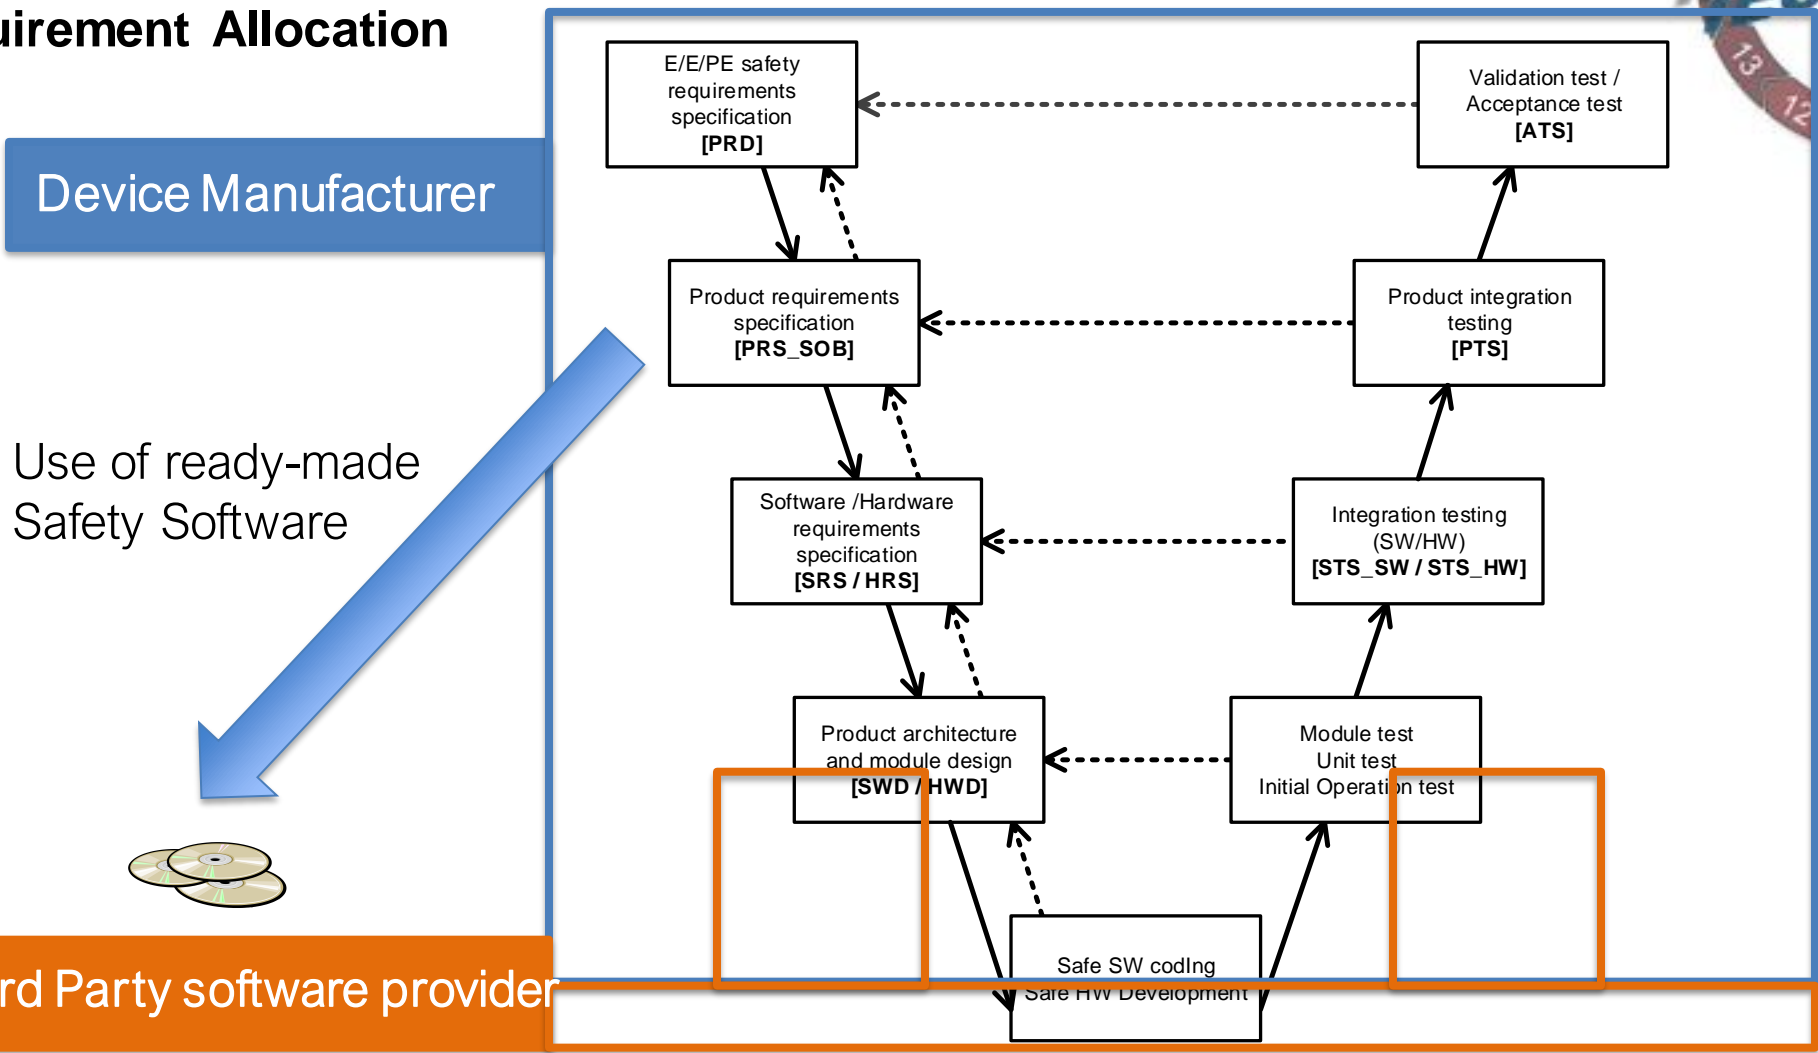 uirement Allocation
Device Manufacturer
Use of ready-made
Safety Software
rd Party software provider
E/E/PE safety
requirements
specification
[PRD]
Validation test /
Acceptance test
[ATS]
Product requirements
specification
[PRS_SOB]
Product integration
testing
[PTS]
Software /Hardware
requirements
specification
[SRS / HRS]
Integration testing
(SW/HW)
[STS_SW / STS_HW]
Product architecture
and module design
[SWD / HWD]
Module test
Unit test
Initial Operation test
Safe SW codIng
Safe HW Development
13
12